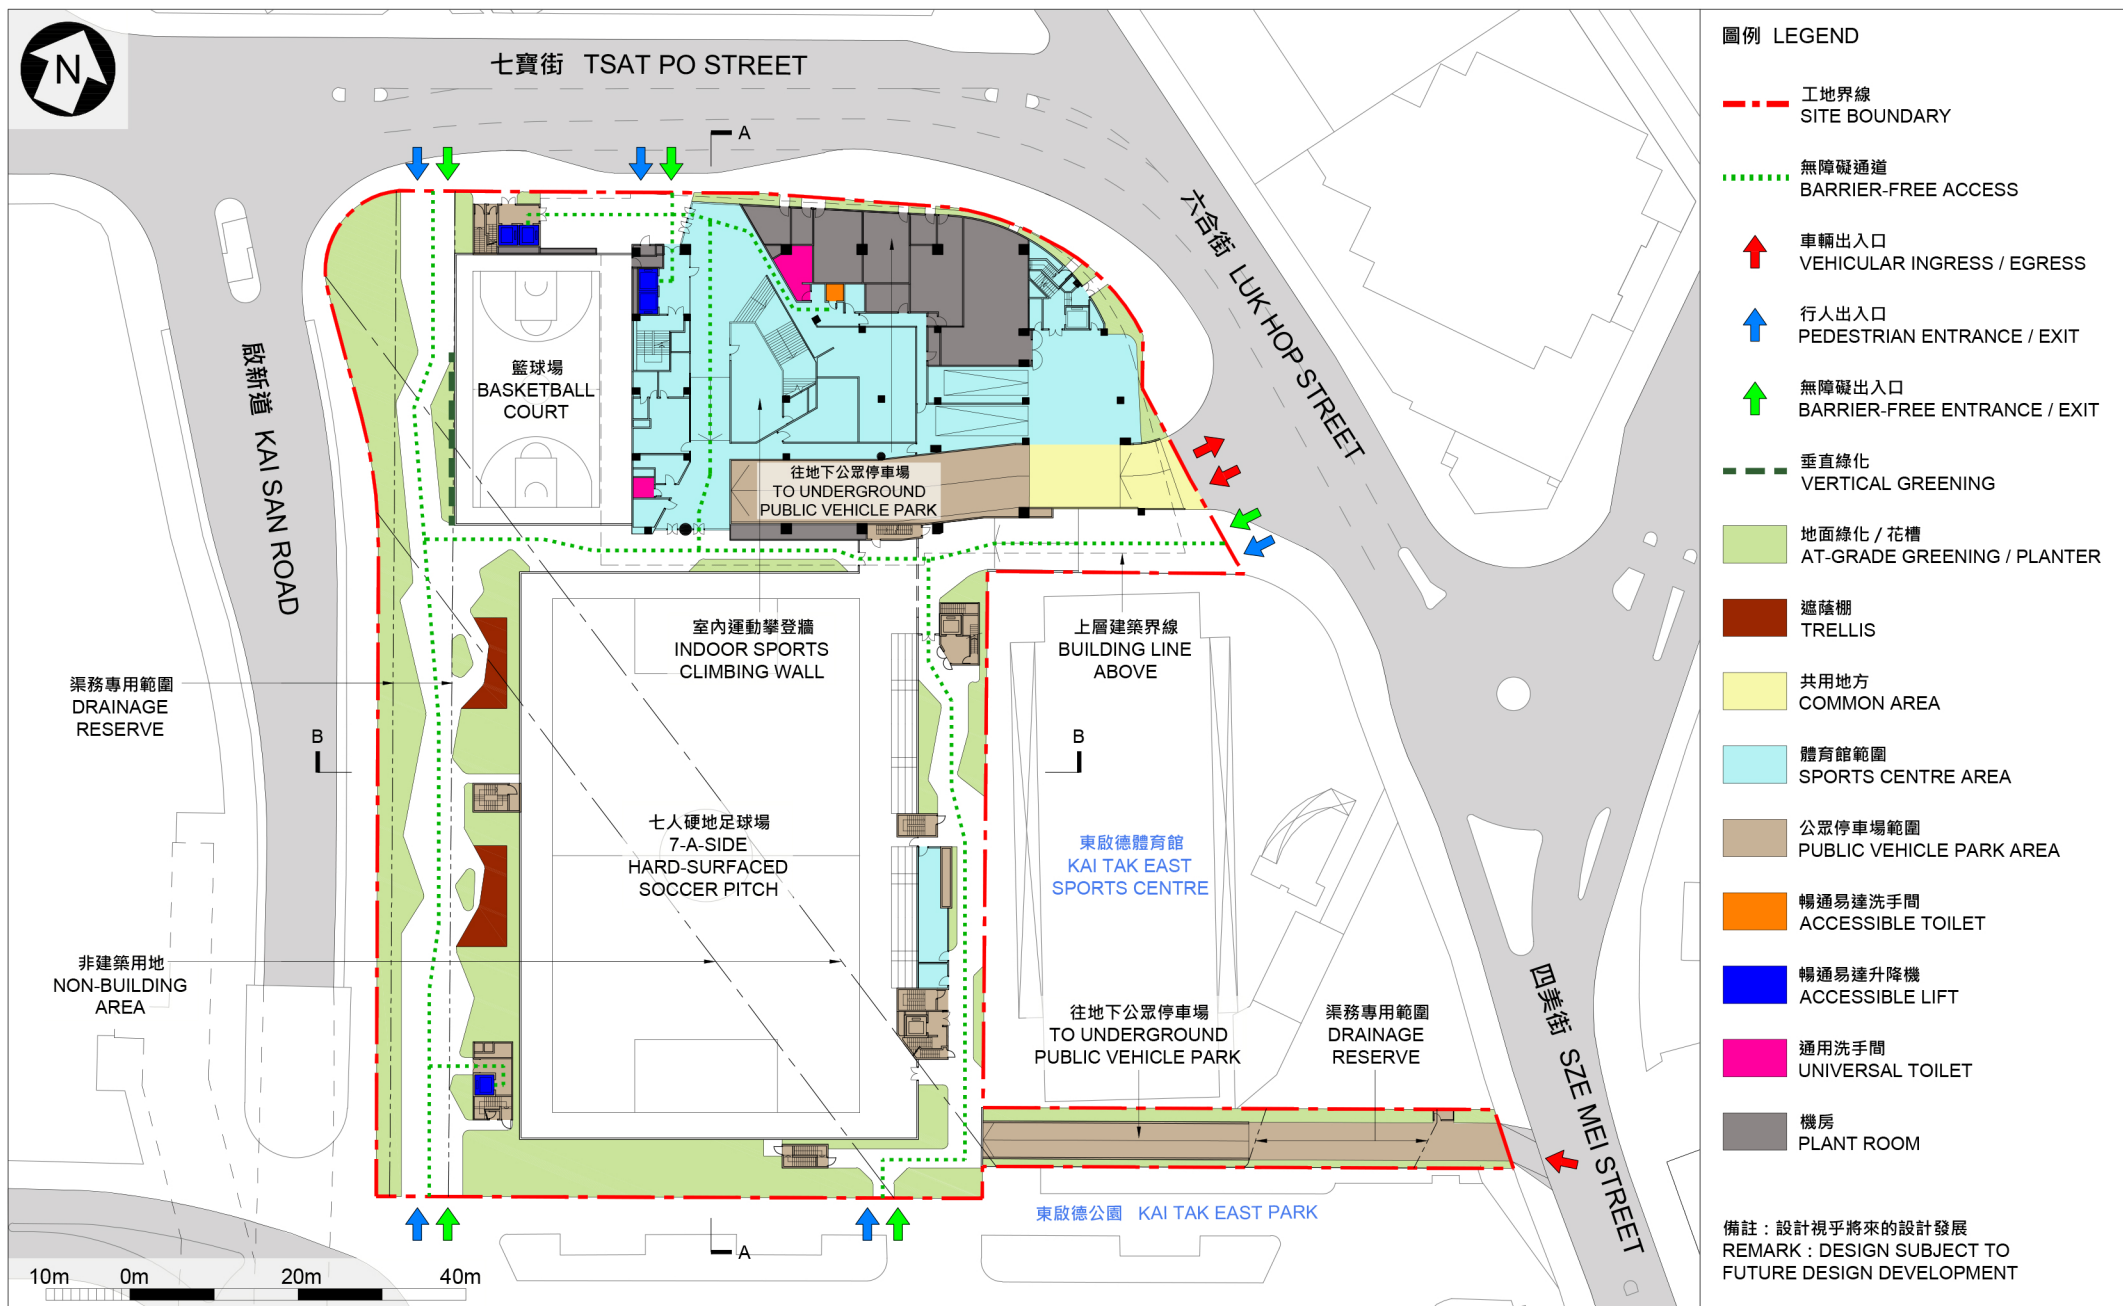 N
七寶街 TSAT PO STREET
A
六合街 LUK HOP STREET
啟新道 KAI SAN ROAD
籃球場
BASKETBALL
COURT
往地下公眾停車場
TO UNDERGROUND
PUBLIC VEHICLE PARK
室內運動攀登牆
INDOOR SPORTS
CLIMBING WALL
上層建築界線
BUILDING LINE
ABOVE
渠務專用範圍
DRAINAGE
RESERVE
B
B
七人硬地足球場
7-A-SIDE
HARD-SURFACED
SOCCER PITCH
東啟德體育館
KAI TAK EAST
SPORTS CENTRE
非建築用地
NON-BUILDING
AREA
往地下公眾停車場
TO UNDERGROUND
PUBLIC VEHICLE PARK
渠務專用範圍
DRAINAGE
RESERVE
四美街 SZE MEI STREET
東啟德公園 KAI TAK EAST PARK
A
10m 0m 20m 40m
圖例 LEGEND
工地界線
SITE BOUNDARY
無障礙通道
BARRIER-FREE ACCESS
車輛出入口
VEHICULAR INGRESS / EGRESS
行人出入口
PEDESTRIAN ENTRANCE / EXIT
無障礙出入口
BARRIER-FREE ENTRANCE / EXIT
垂直綠化
VERTICAL GREENING
地面綠化 / 花槽
AT-GRADE GREENING / PLANTER
遮蔭棚
TRELLIS
共用地方
COMMON AREA
體育館範圍
SPORTS CENTRE AREA
公眾停車場範圍
PUBLIC VEHICLE PARK AREA
暢通易達洗手間
ACCESSIBLE TOILET
暢通易達升降機
ACCESSIBLE LIFT
通用洗手間
UNIVERSAL TOILET
機房
PLANT ROOM
備註：設計視乎將來的設計發展
REMARK : DESIGN SUBJECT TO
FUTURE DESIGN DEVELOPMENT